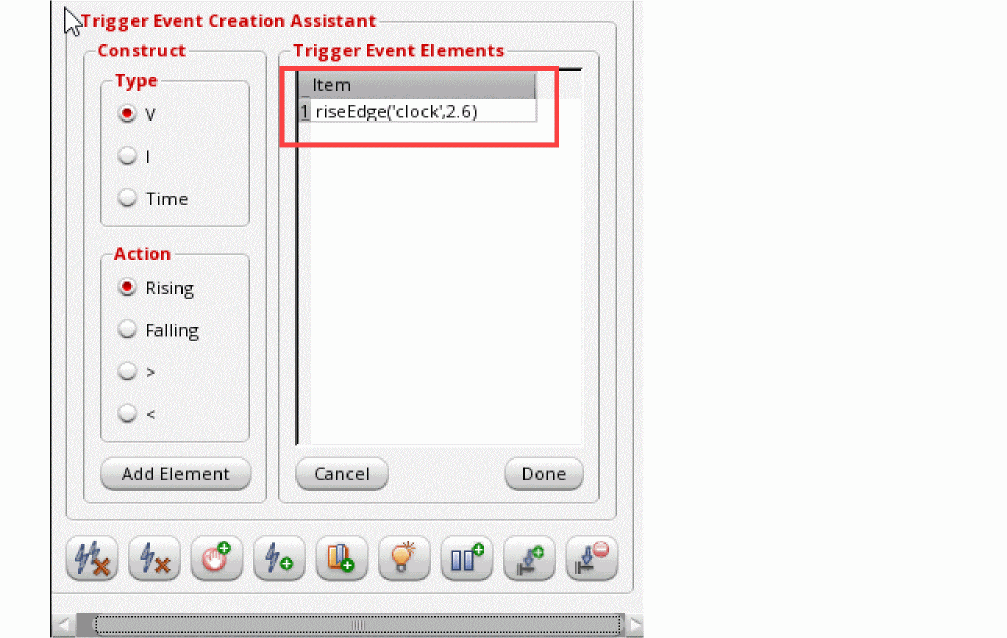 Trigger Event Creation Assistant
Construct
Type
V
I
Time
Action
Rising
Falling
>
<
Add Element
Trigger Event Elements
Item
1 riseEdge('clock',2.6)
Cancel
Done